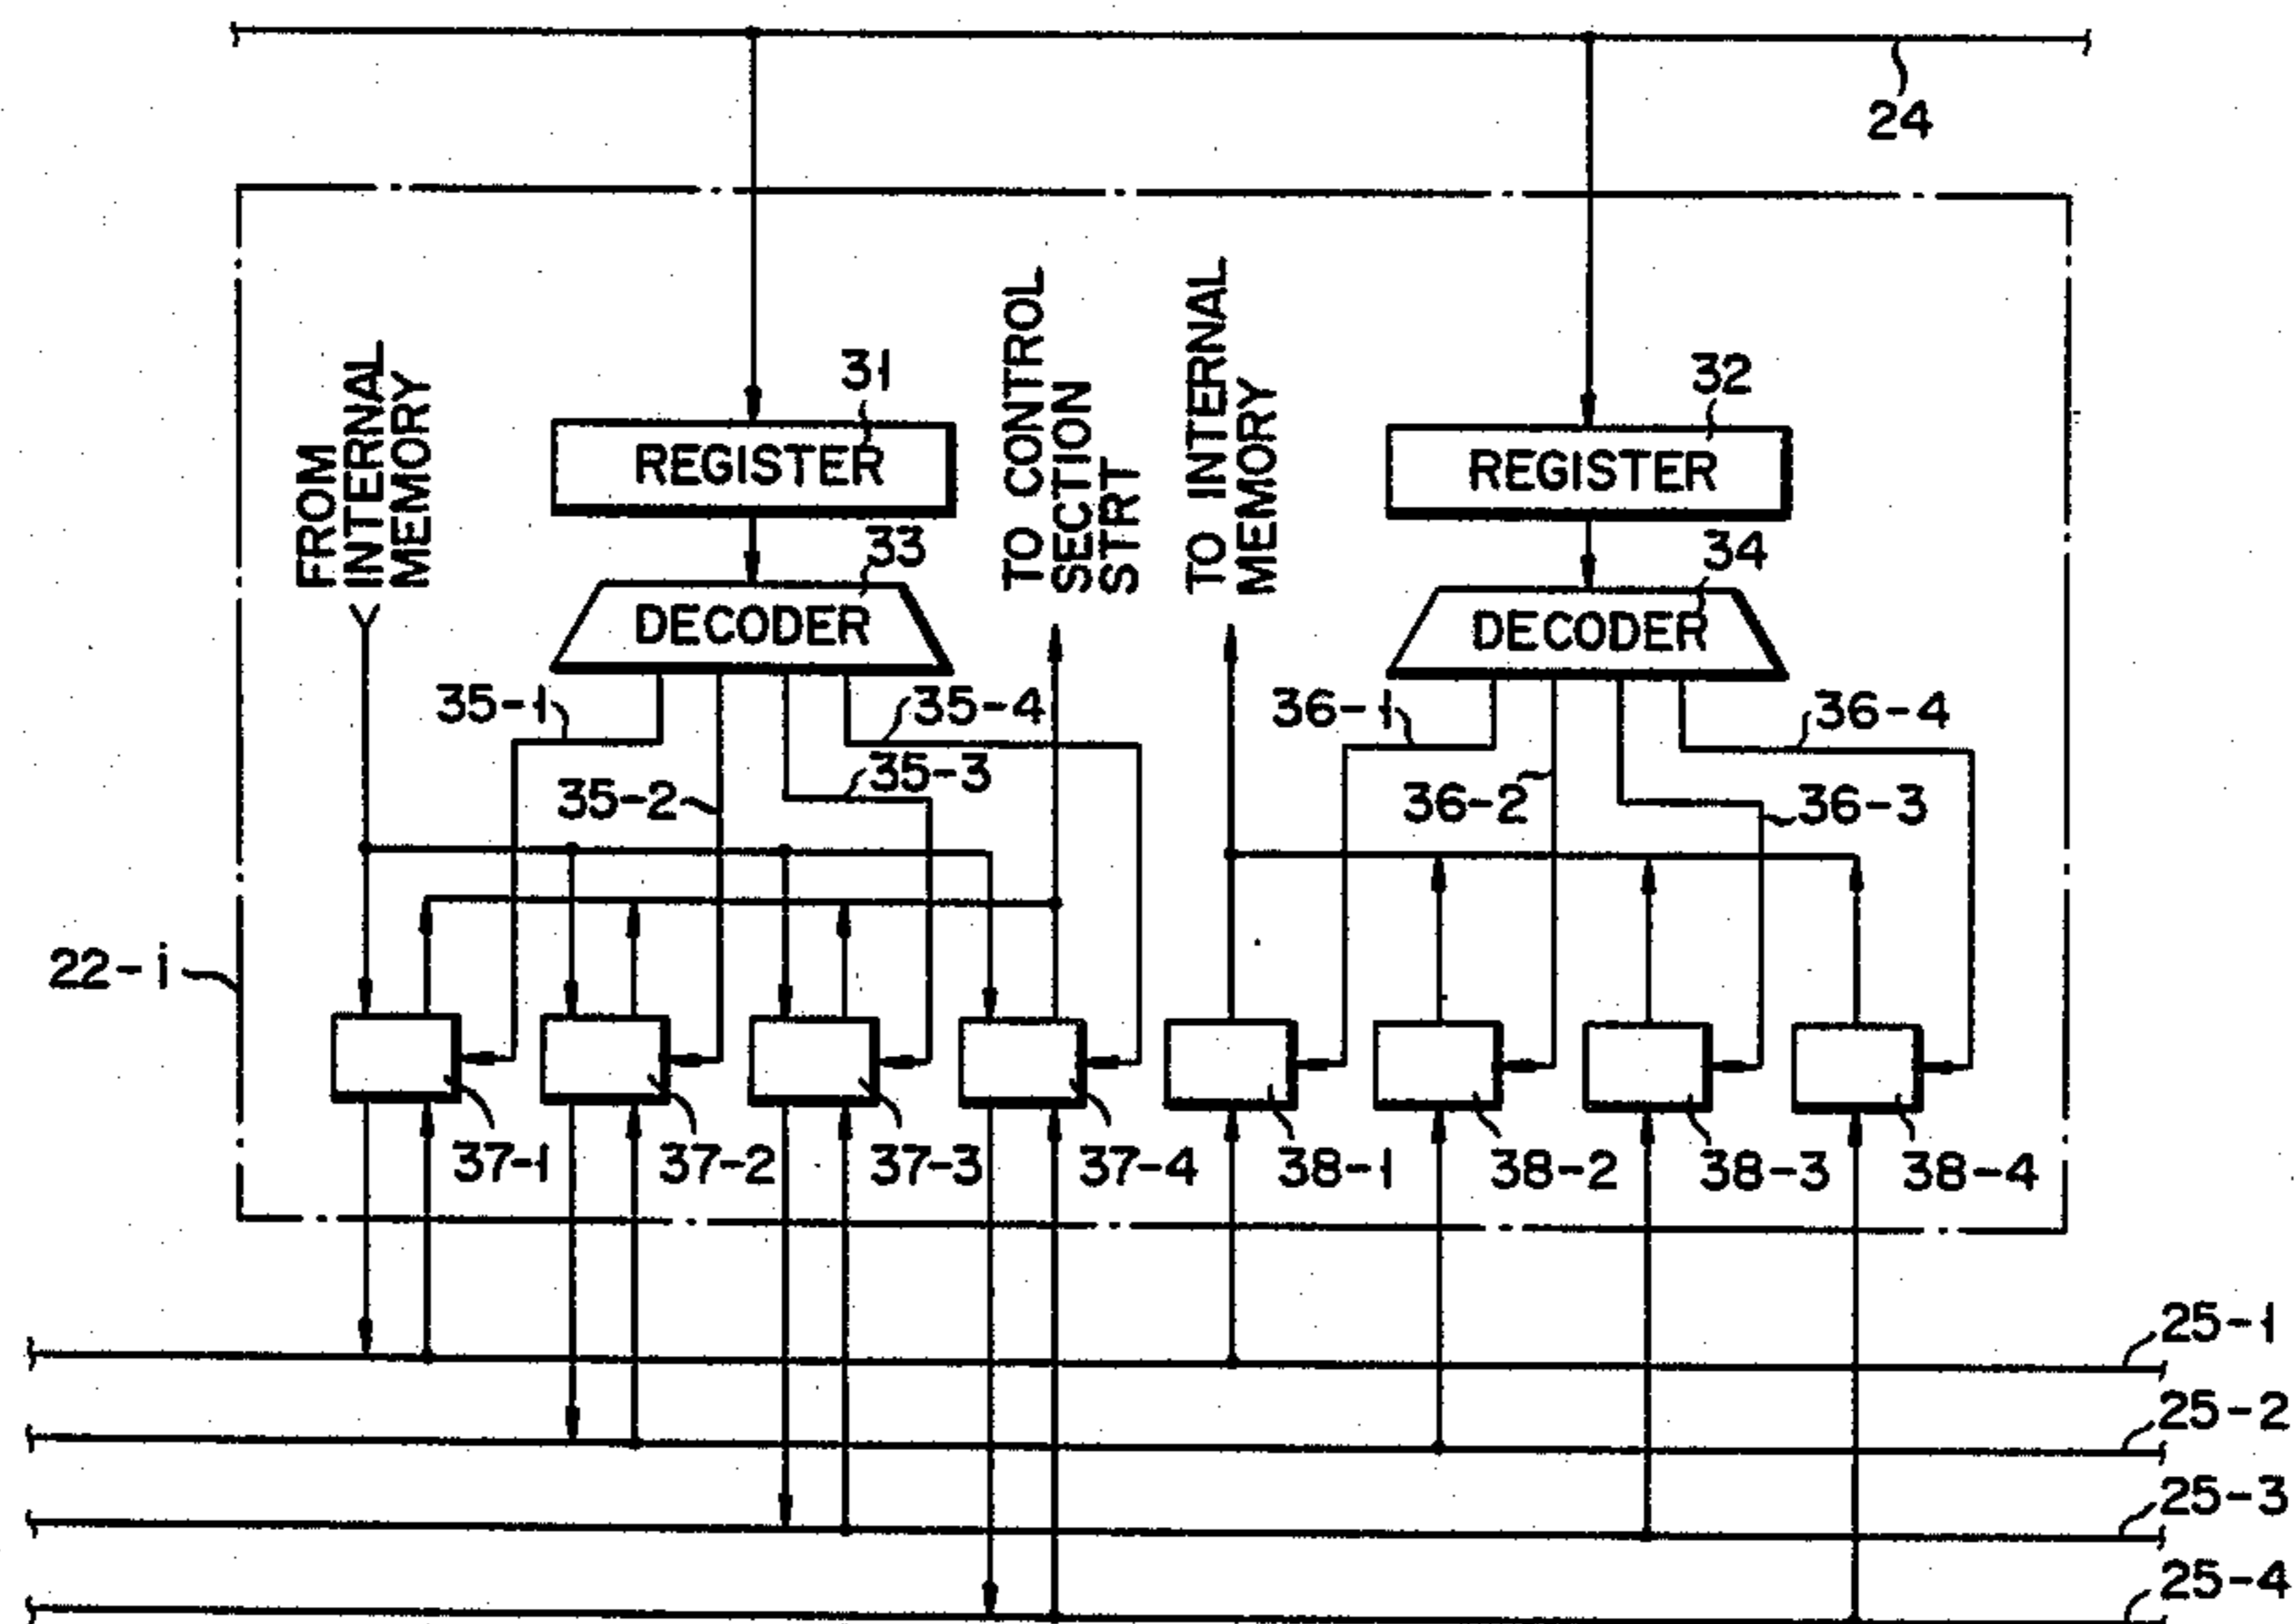 24
FROM
INTERNAL
MEMORY
31
REGISTER
33
DECODER
TO CONTROL
SECTION
STRT
TO INTERNAL
MEMORY
32
REGISTER
34
DECODER
35-1
35-4
35-3
35-2
36-1
36-4
36-2
36-3
22-i
37-1
37-2
37-3
37-4
38-1
38-2
38-3
38-4
25-1
25-2
25-3
25-4